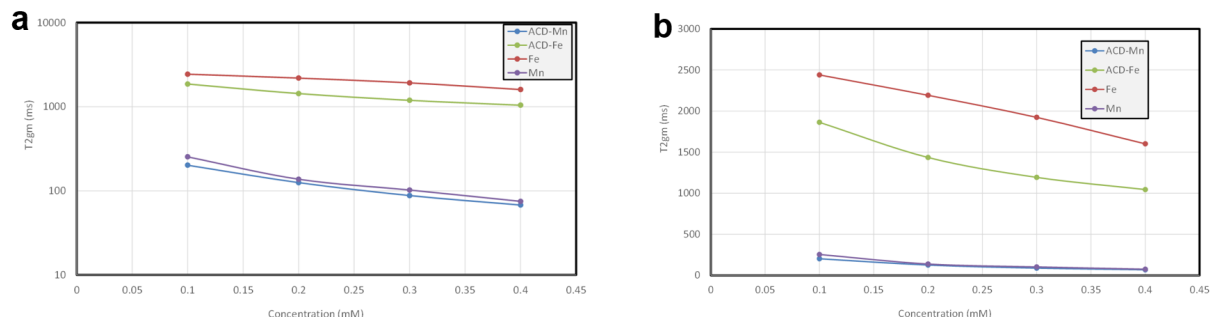 a
10000
1000
100
10
T2gm (ms)
0 0.05 0.1 0.15 0.2 0.25 0.3 0.35 0.4 0.45
Concentration (mM)
ACD-Mn
ACD-Fe
Fe
Mn
b
3000
2500
2000
1500
1000
500
0
T2gm (ms)
0 0.05 0.1 0.15 0.2 0.25 0.3 0.35 0.4 0.45
Concentration (mM)
ACD-Mn
ACD-Fe
Fe
Mn